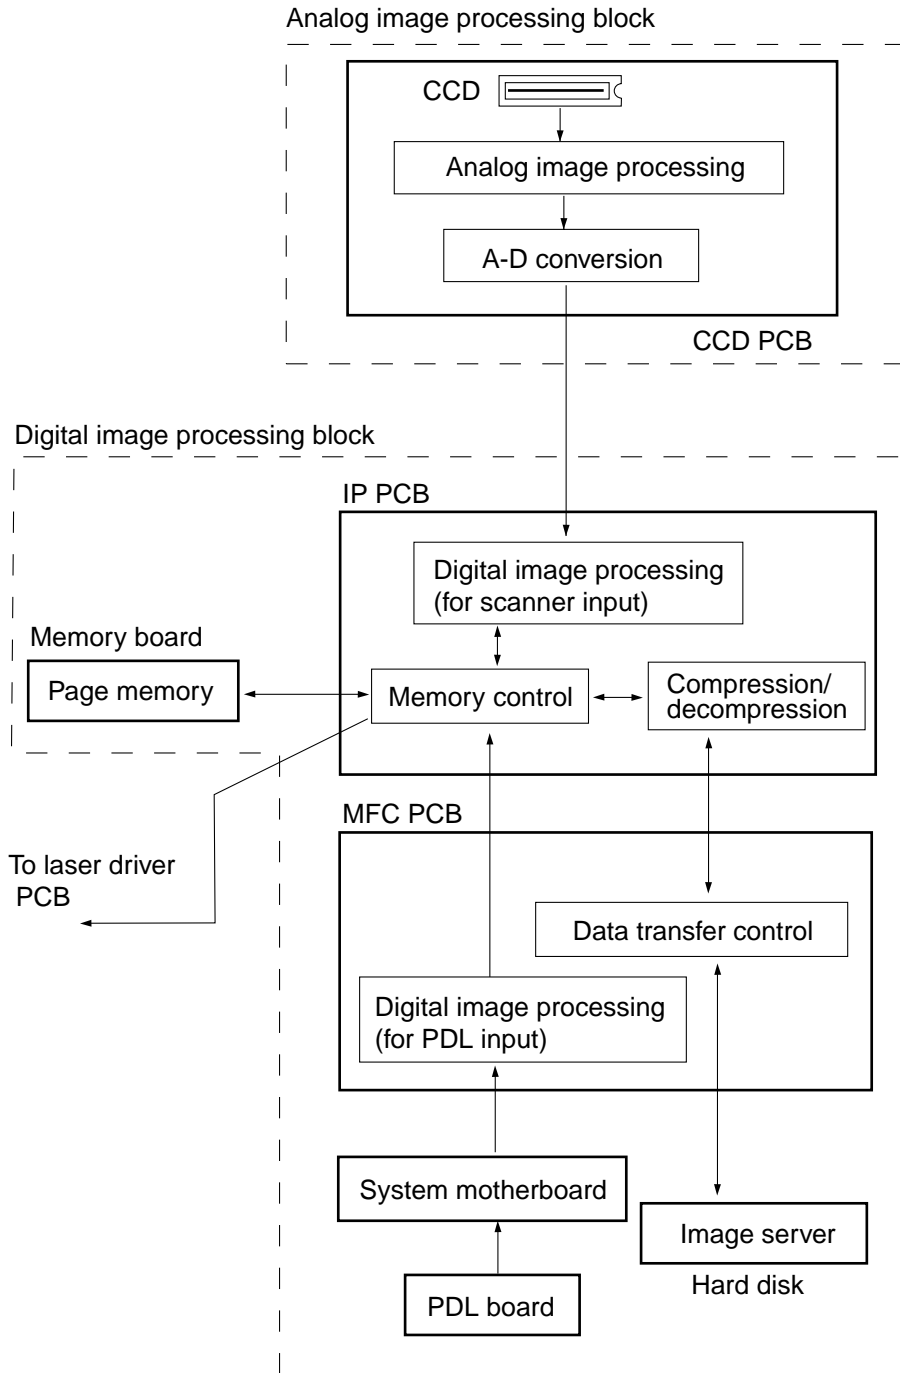 Analog image processing block
CCD
Analog image processing
A-D conversion
CCD PCB
Digital image processing block
IP PCB
Digital image processing
(for scanner input)
Memory board
Page memory
Memory control
Compression/
decompression
MFC PCB
To laser driver
PCB
Data transfer control
Digital image processing
(for PDL input)
System motherboard
Image server
Hard disk
PDL board